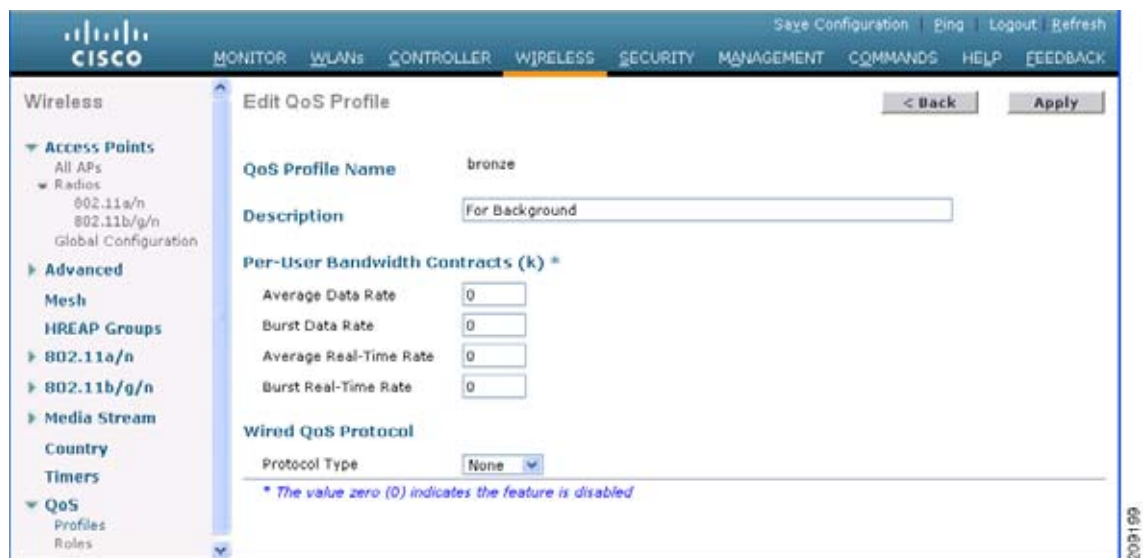 Save Configuration | Ping | Logout | Refresh
CISCO
MONITOR WLANs CONTROLLER WIRELESS SECURITY MANAGEMENT COMMANDS HELP FEEDBACK
Wireless
Access Points
All APs
Radios
802.11a/n
802.11b/g/n
Global Configuration
Advanced
Mesh
HREAP Groups
802.11a/n
802.11b/g/n
Media Stream
Country
Timers
QoS
Profiles
Roles
Edit QoS Profile
< Back
Apply
QoS Profile Name bronze
Description For Background
Per-User Bandwidth Contracts (k) *
Average Data Rate 0
Burst Data Rate 0
Average Real-Time Rate 0
Burst Real-Time Rate 0
Wired QoS Protocol
Protocol Type None
* The value zero (0) indicates the feature is disabled
209199